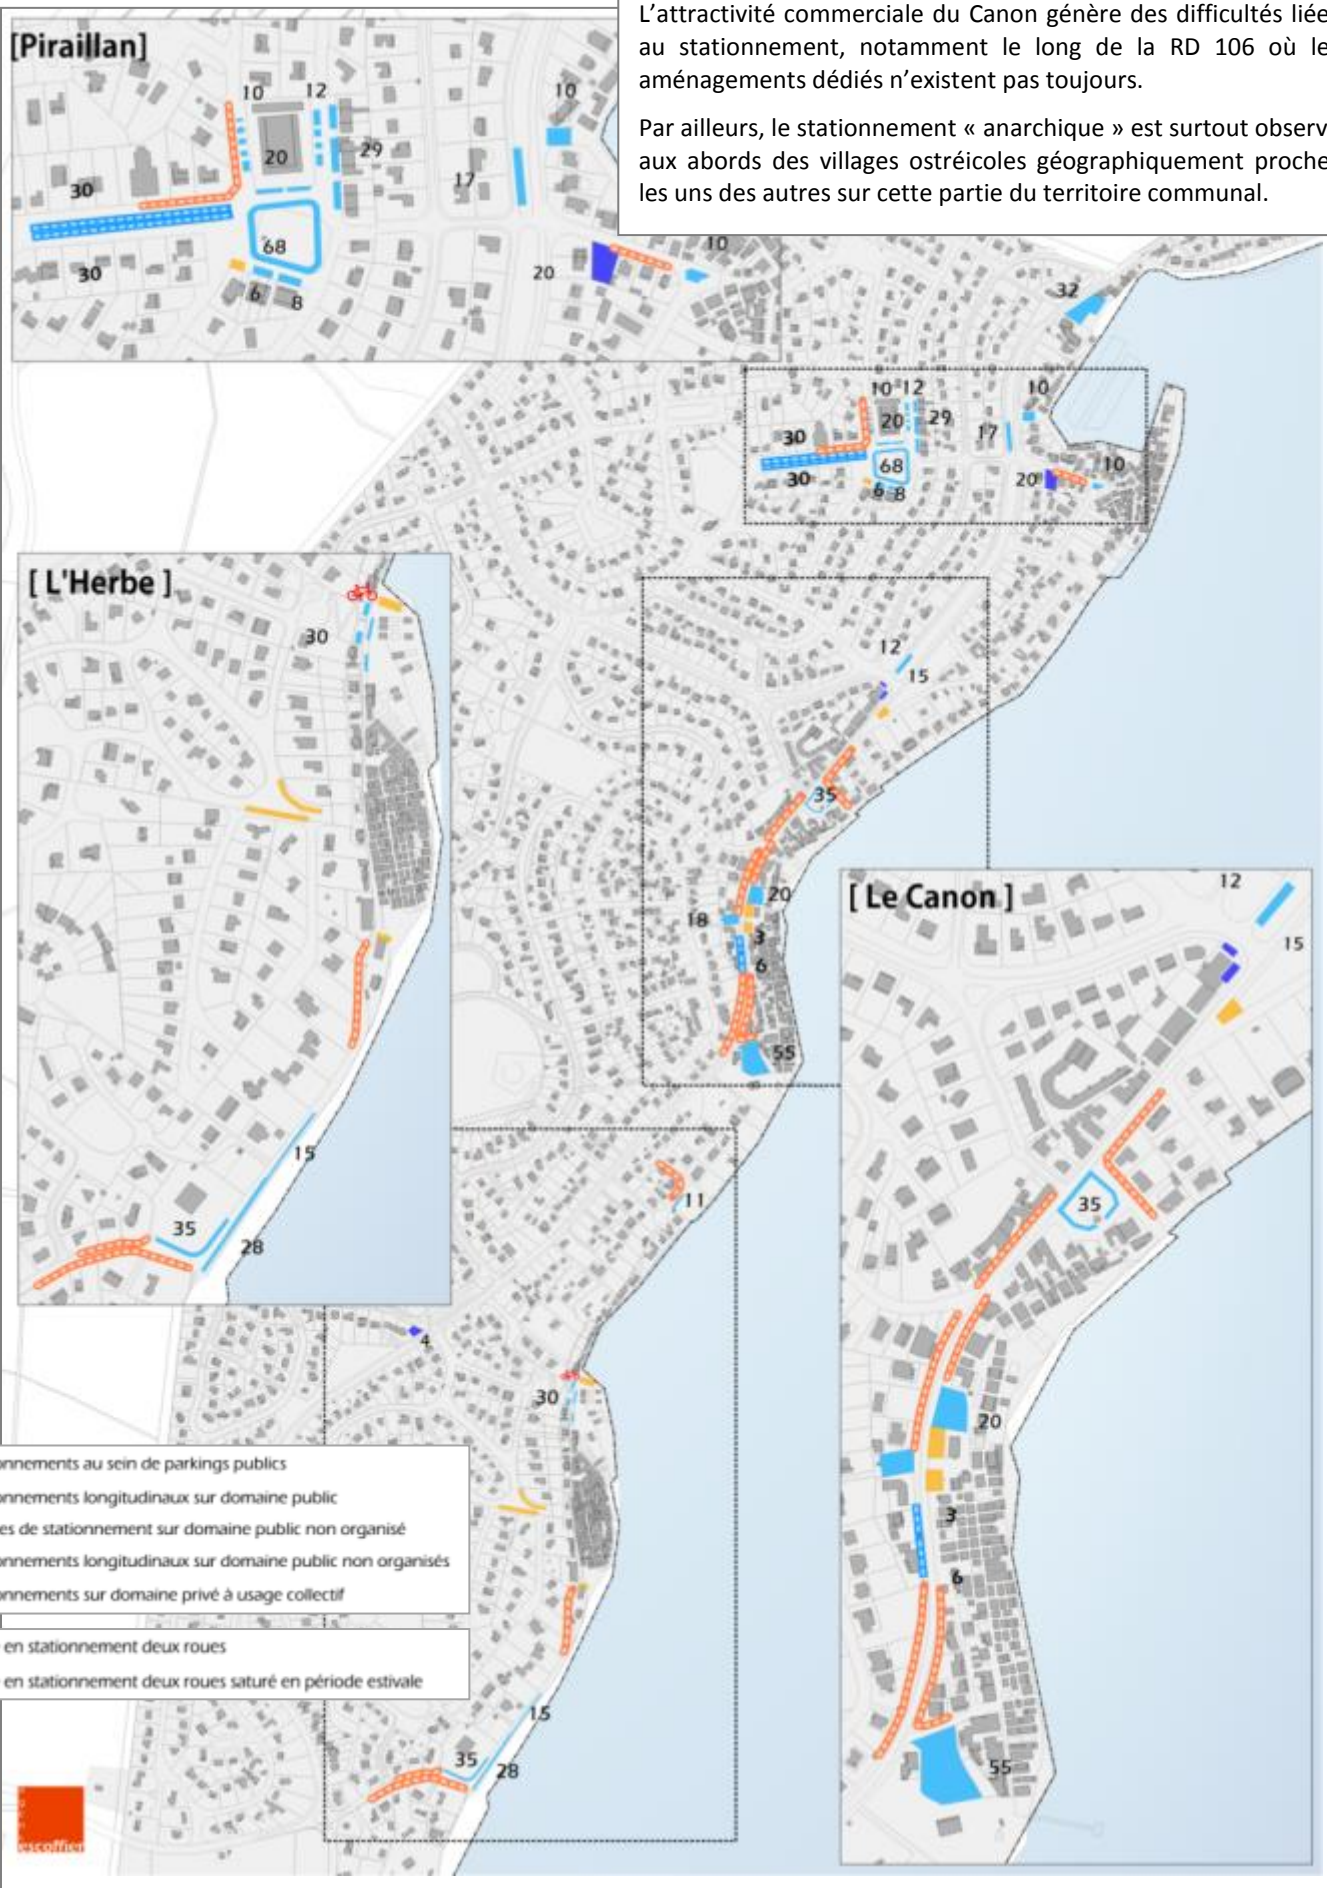 [Piraillan]
L’attractivité commerciale du Canon génère des difficultés liée
au stationnement, notamment le long de la RD 106 où le
aménagements dédiés n’existent pas toujours.
Par ailleurs, le stationnement « anarchique » est surtout observ
aux abords des villages ostréicoles géographiquement proche
les uns des autres sur cette partie du territoire communal.
10 12 10
20 29
30 17
68
30 20 10
6 8
32
10 12 10
20 29
30 17
68 10
30 20
6 8
[ L'Herbe ]
30
15
35
28
12
15
35
20
18
3
6
55
[ Le Canon ]
12
15
35
20
3
6
55
11
4
30
onnements au sein de parkings publics
onnements longitudinaux sur domaine public
es de stationnement sur domaine public non organisé
onnements longitudinaux sur domaine public non organisés
onnements sur domaine privé à usage collectif
en stationnement deux roues
en stationnement deux roues saturé en période estivale
15
35
28
escoffier